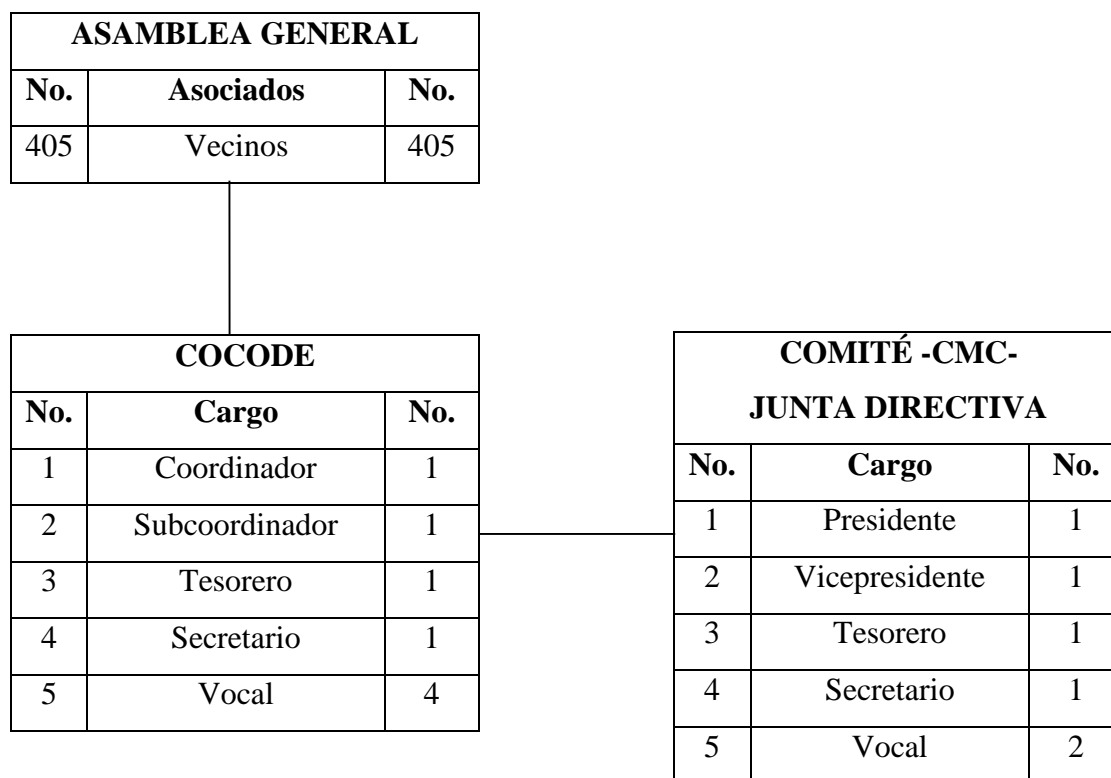 ASAMBLEA GENERAL
No. Asociados No.
405 Vecinos 405
COCODE
No. Cargo No.
1 Coordinador 1
2 Subcoordinador 1
3 Tesorero 1
4 Secretario 1
5 Vocal 4
COMITÉ -CMC-
JUNTA DIRECTIVA
No. Cargo No.
1 Presidente 1
2 Vicepresidente 1
3 Tesorero 1
4 Secretario 1
5 Vocal 2